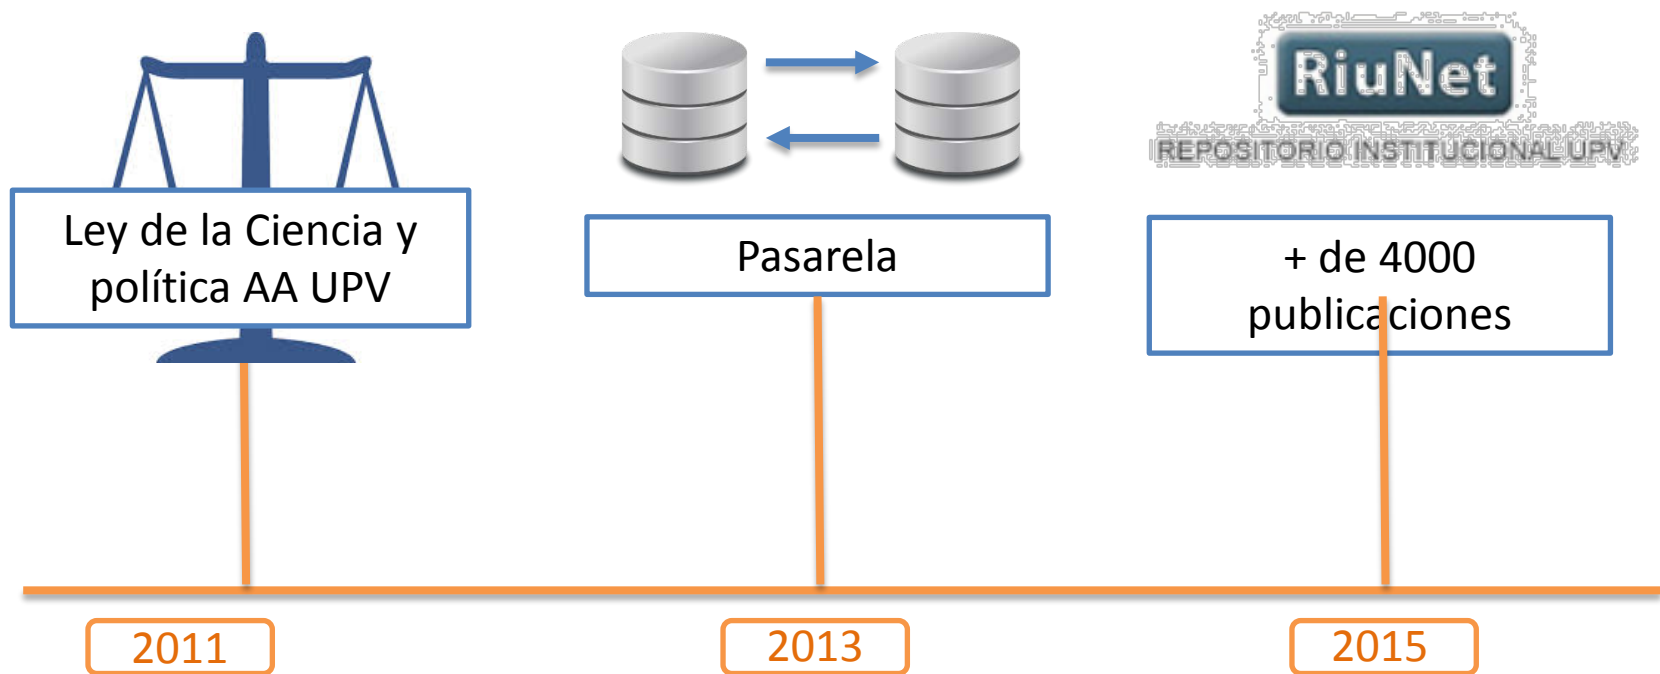 RiuNet
REPOSITORIO INSTITUCIONAL UPV
Ley de la Ciencia y
política AA UPV
Pasarela
+ de 4000
publicaciones
2011
2013
2015